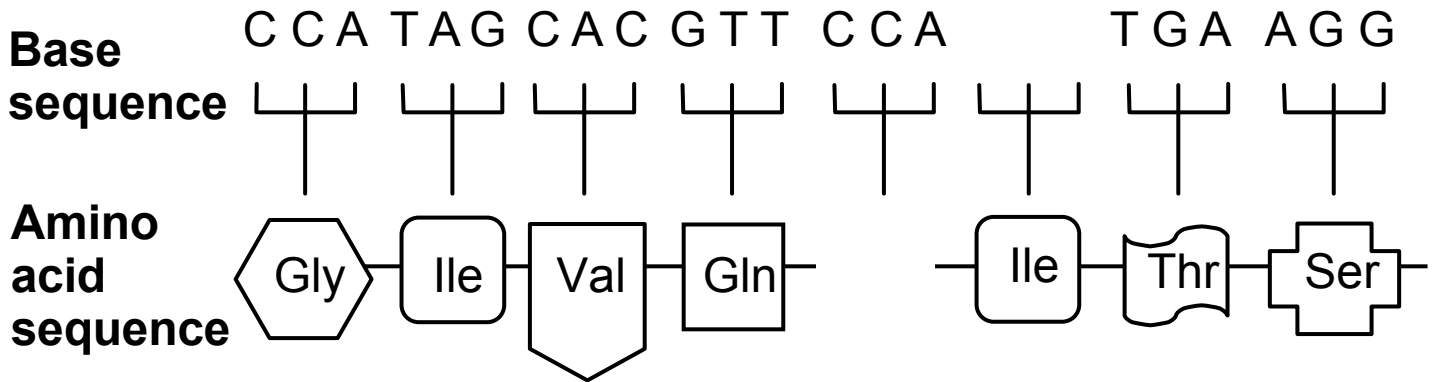 Base sequence
C C A T A G C A C G T T C C A T G A A G G
Amino acid sequence
Gly Ile Val Gln Ile Thr Ser